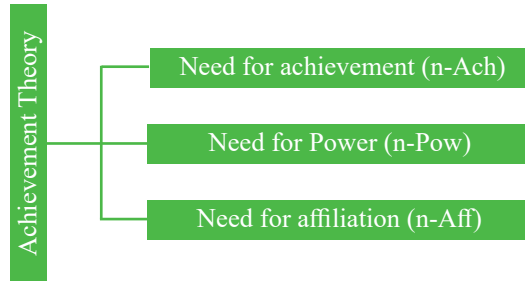 Achievement Theory
Need for achievement (n-Ach)
Need for Power (n-Pow)
Need for affiliation (n-Aff)